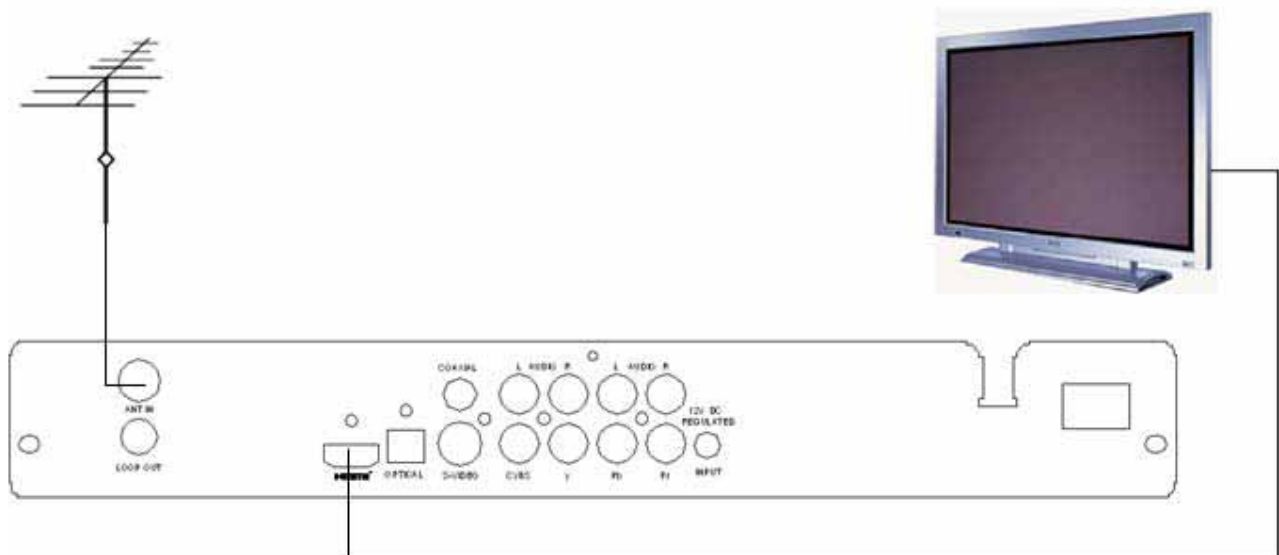 COAXIAL
L AUDIO R
L AUDIO R
ANT IN
12V DC
REGULATED
LOOP OUT
HDMI
OPTICAL
S-VIDEO
CVBS
Y
Pb
Pr
INPUT